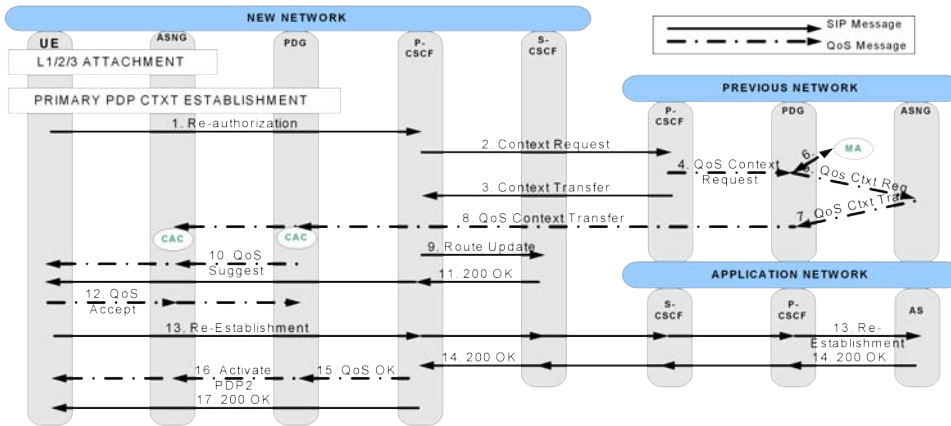 NEW NETWORK
UE
ASNG
PDG
P-
CSCF
S-
CSCF
SIP Message
QoS Message
L1/2/3 ATTACHMENT
PRIMARY PDP CTXT ESTABLISHMENT
PREVIOUS NETWORK
P-
CSCF
PDG
ASNG
1. Re-authorization
2. Context Request
4. QoS Context
Request
6.
MA
Qos Ctxt Req
3. Context Transfer
7. QoS Ctxt Tra
8. QoS Context Transfer
CAC
CAC
9. Route Update
10. QoS
Suggest
11. 200 OK
APPLICATION NETWORK
12. QoS
Accept
S-
CSCF
P-
CSCF
AS
13. Re-Establishment
13. Re-
Establishment
14. 200 OK
14. 200 OK
16. Activate
PDP2
15. QoS OK
17. 200 OK